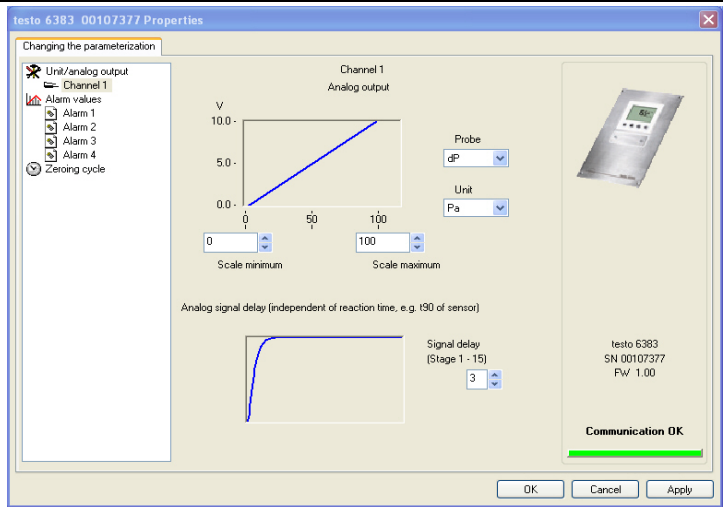 testo 6383 00107377 Properties
Changing the parameterization
Unit/analog output
Channel 1
Alarm values
Alarm 1
Alarm 2
Alarm 3
Alarm 4
Zeroing cycle
Channel 1
Analog output
V
10.0 -
5.0 -
0.0 -
0 50 100
Probe
dP
Unit
Pa
0
100
Scale minimum
Scale maximum
Analog signal delay (independent of reaction time, e.g. t90 of sensor)
Signal delay
(Stage 1 - 15)
3
testo 6383
SN 00107377
FW 1.00
Communication OK
OK
Cancel
Apply